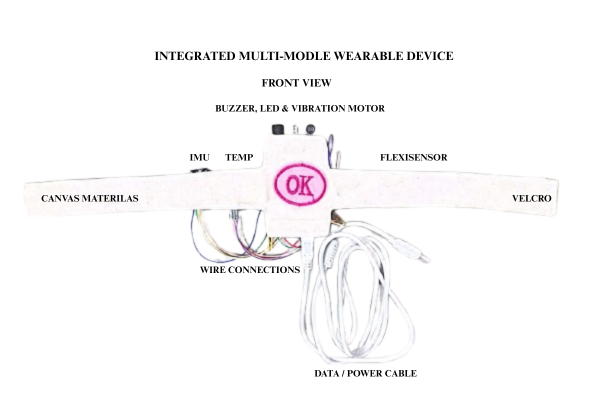 INTEGRATED MULTI-MODLE WEARABLE DEVICE
FRONT VIEW
BUZZER, LED & VIBRATION MOTOR
IMU TEMP FLEXISENSOR
OK
CANVAS MATERILAS VELCRO
WIRE CONNECTIONS
DATA / POWER CABLE